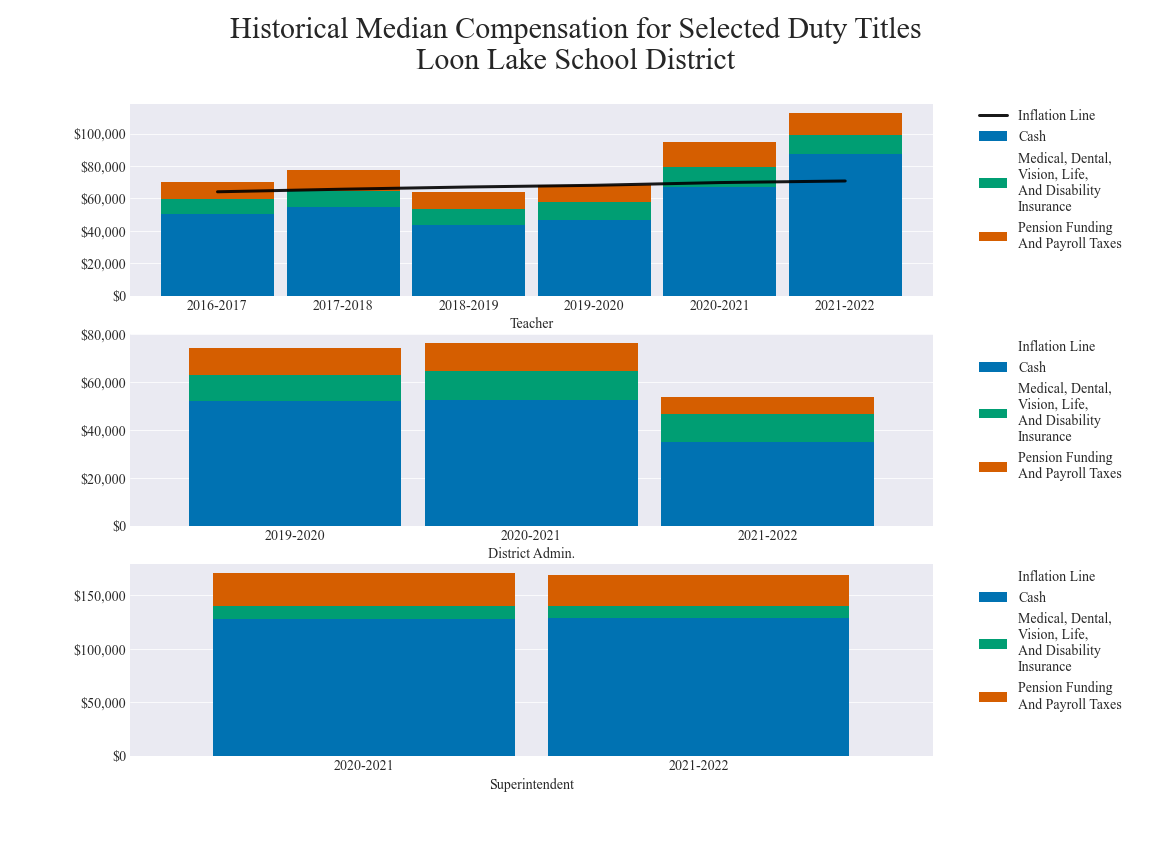 Historical Median Compensation for Selected Duty Titles
Loon Lake School District
$100,000
$80,000
$60,000
$40,000
$20,000
$0
2016-2017
2017-2018
2018-2019
2019-2020
2020-2021
2021-2022
Teacher
Inflation Line
Cash
Medical, Dental,
Vision, Life,
And Disability
Insurance
Pension Funding
And Payroll Taxes
$80,000
$60,000
$40,000
$20,000
$0
2019-2020
2020-2021
2021-2022
District Admin.
Inflation Line
Cash
Medical, Dental,
Vision, Life,
And Disability
Insurance
Pension Funding
And Payroll Taxes
$150,000
$100,000
$50,000
$0
2020-2021
2021-2022
Superintendent
Inflation Line
Cash
Medical, Dental,
Vision, Life,
And Disability
Insurance
Pension Funding
And Payroll Taxes